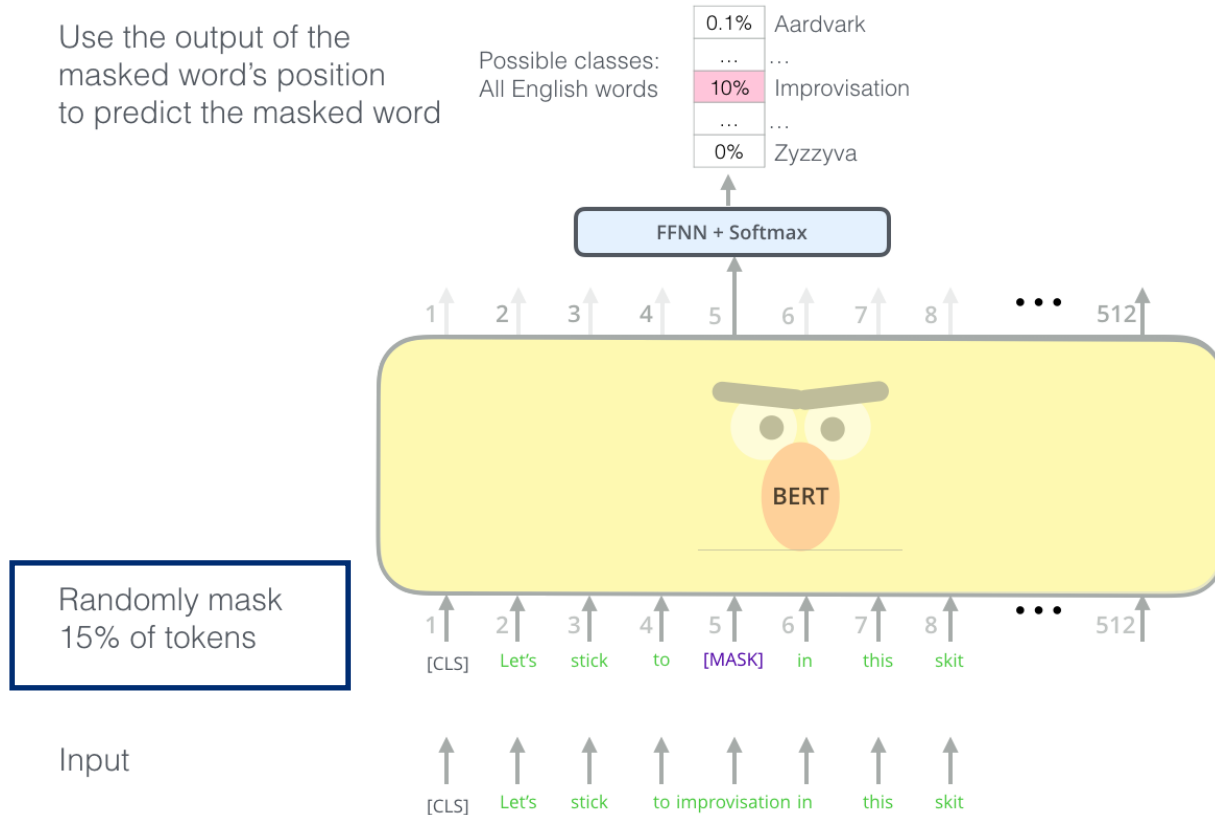 Use the output of the
masked word's position
to predict the masked word
Possible classes:
All English words
0.1% Aardvark
... ...
10% Improvisation
... ...
0% Zyzzyva
FFNN + Softmax
1 2 3 4 5 6 7 8 ... 512
BERT
Randomly mask
15% of tokens
1 2 3 4 5 6 7 8 ... 512
[CLS] Let's stick to [MASK] in this skit
Input
[CLS] Let's stick to improvisation in this skit